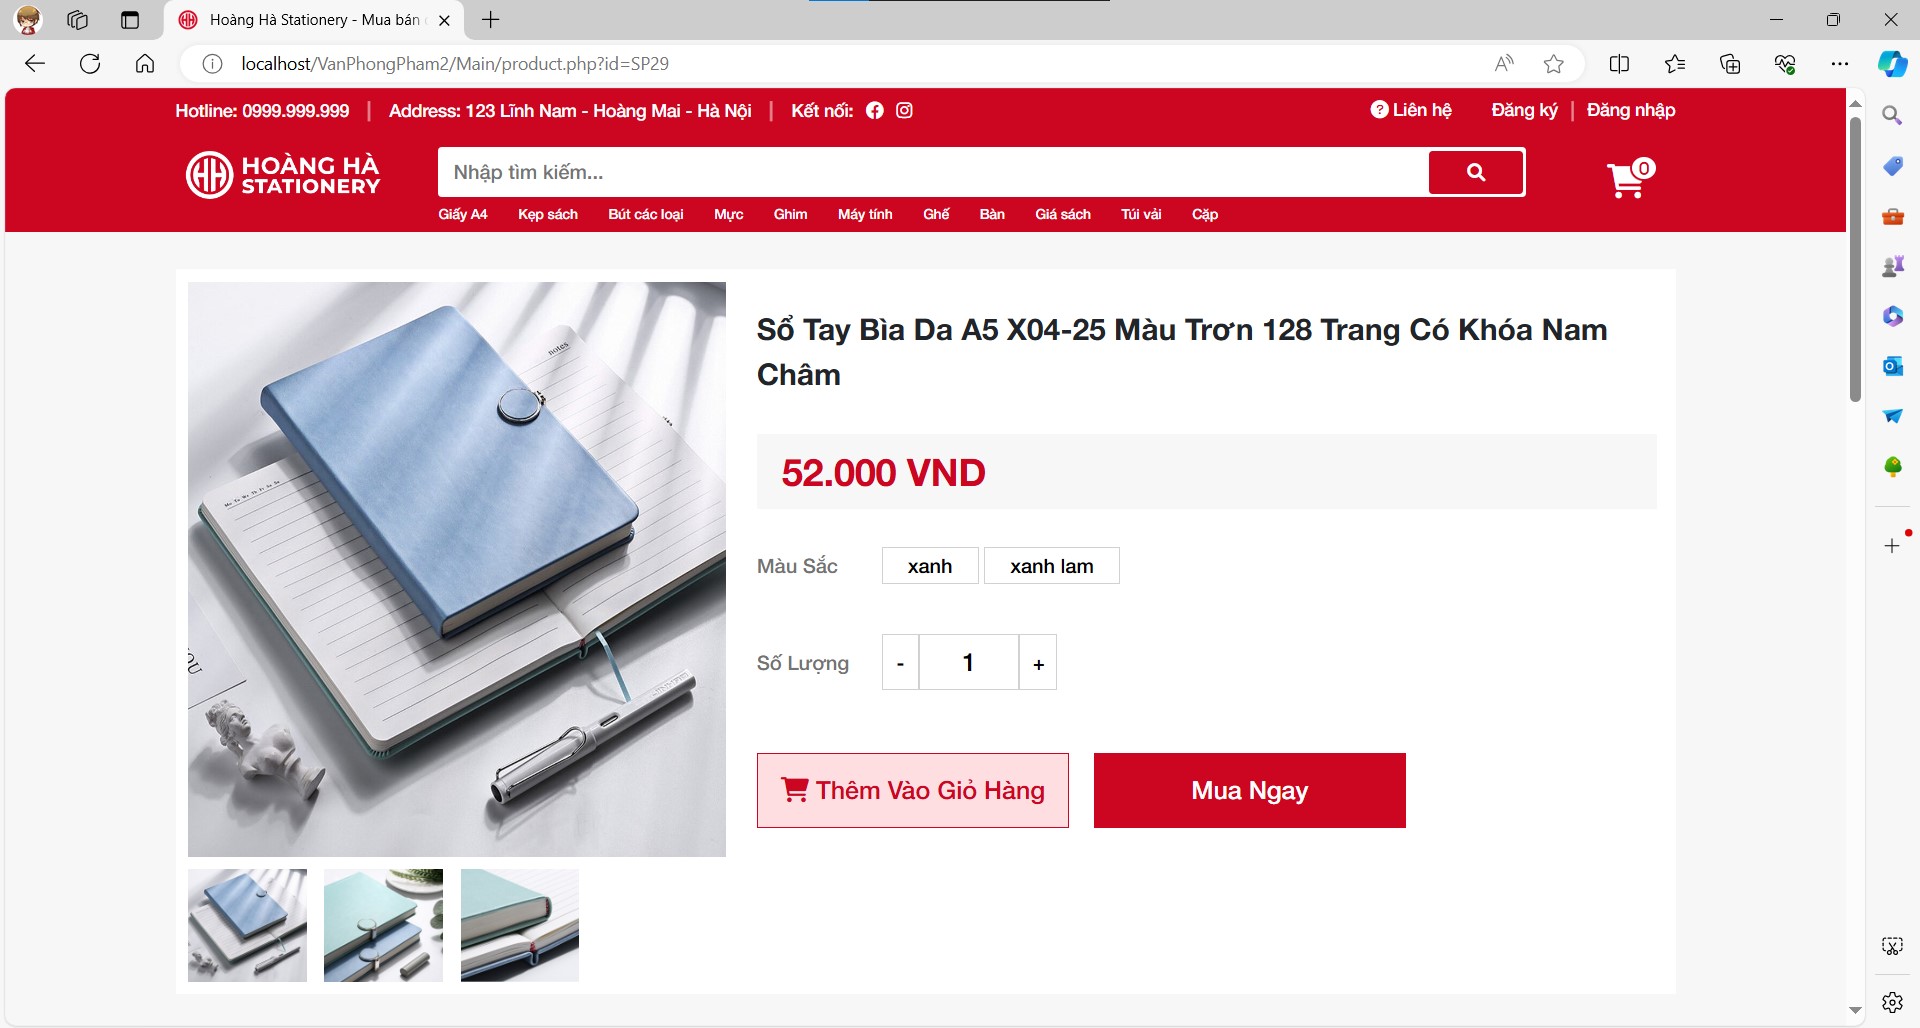 Hoàng Hà Stationery - Mua bán
localhost/VanPhongPham2/Main/product.php?id=SP29
Hotline: 0999.999.999 | Address: 123 Lĩnh Nam - Hoàng Mai - Hà Nội | Kết nối:
Liên hệ Đăng ký | Đăng nhập
HOÀNG HÀ
STATIONERY
Nhập tìm kiếm...
0
Giấy A4 Kẹp sách Bút các loại Mực Ghim Máy tính Ghế Bàn Giá sách Túi vải Cặp
Sổ Tay Bìa Da A5 X04-25 Màu Trơn 128 Trang Có Khóa Nam
Châm
notes
52.000 VND
Màu Sắc xanh xanh lam
Số Lượng - 1 +
Thêm Vào Giỏ Hàng Mua Ngay